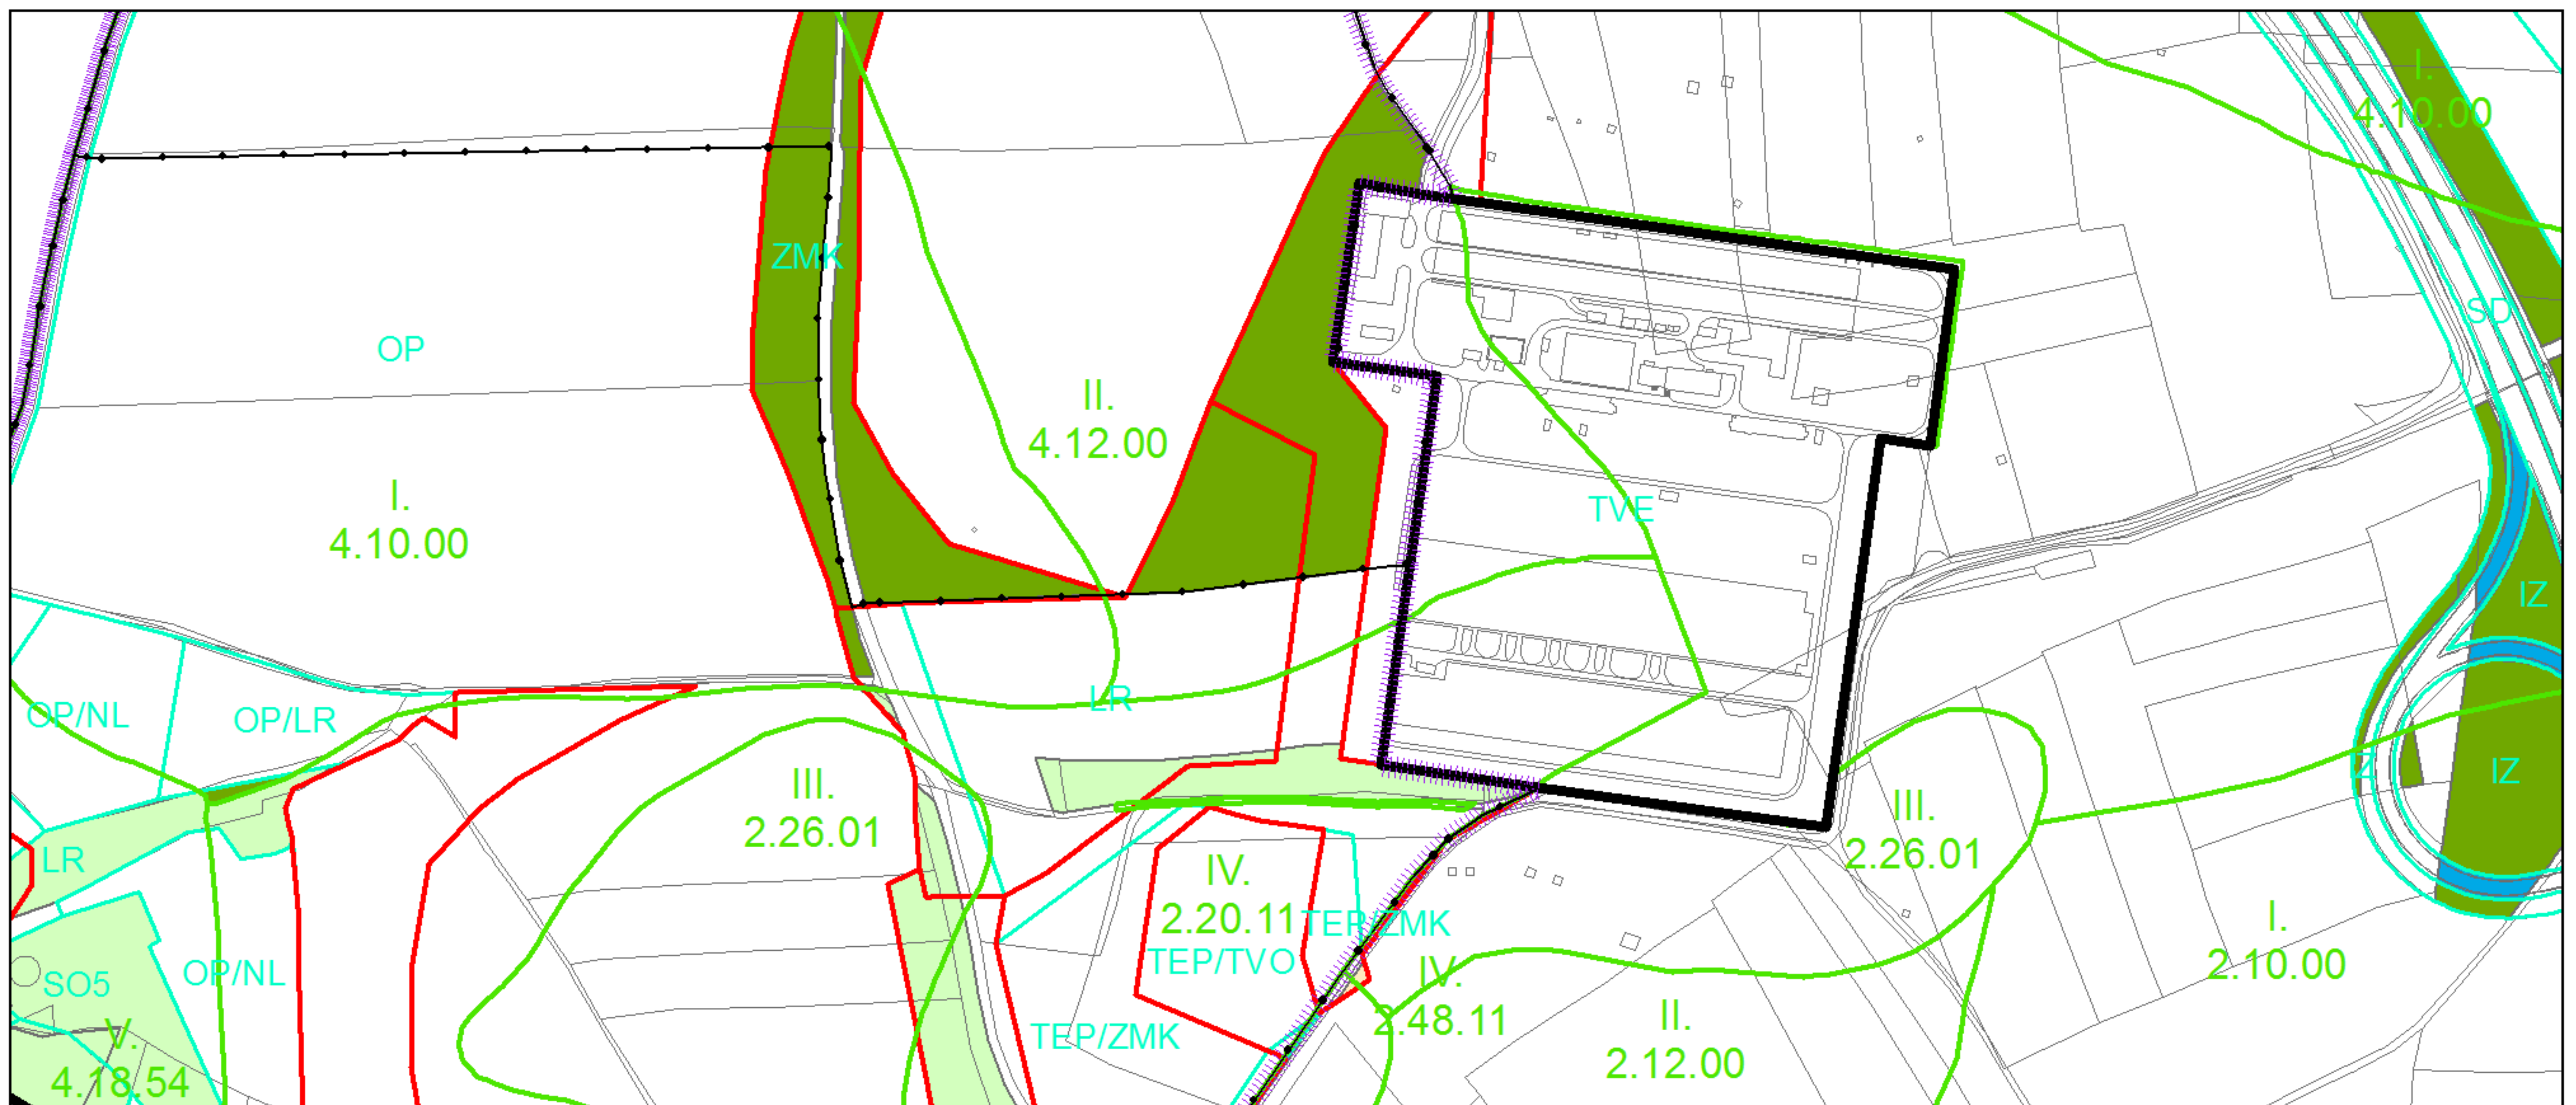 I.
4.10.00
ZMK
SD
OP
II.
4.12.00
I.
4.10.00
TVE
IZ
LR
OP/NL
OP/LR
IZ
III.
2.26.01
III.
2.26.01
LR
IV.
2.20.11
TEP/ZMK
TEP/TVO
I.
2.10.00
OP/NL
SO5
IV.
2.48.11
II.
2.12.00
TEP/ZMK
V.
4.18.54